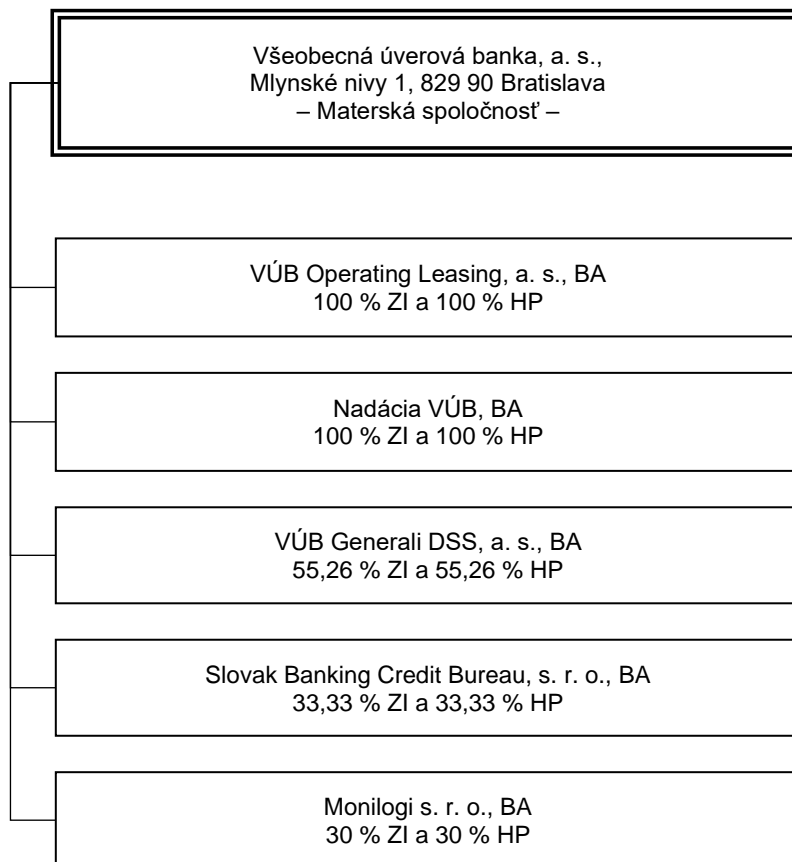 Všeobecná úverová banka, a. s.,
Mlynské nivy 1, 829 90 Bratislava
– Materská spoločnosť –
VÚB Operating Leasing, a. s., BA
100 % ZI a 100 % HP
Nadácia VÚB, BA
100 % ZI a 100 % HP
VÚB Generali DSS, a. s., BA
55,26 % ZI a 55,26 % HP
Slovak Banking Credit Bureau, s. r. o., BA
33,33 % ZI a 33,33 % HP
Monilogi s. r. o., BA
30 % ZI a 30 % HP